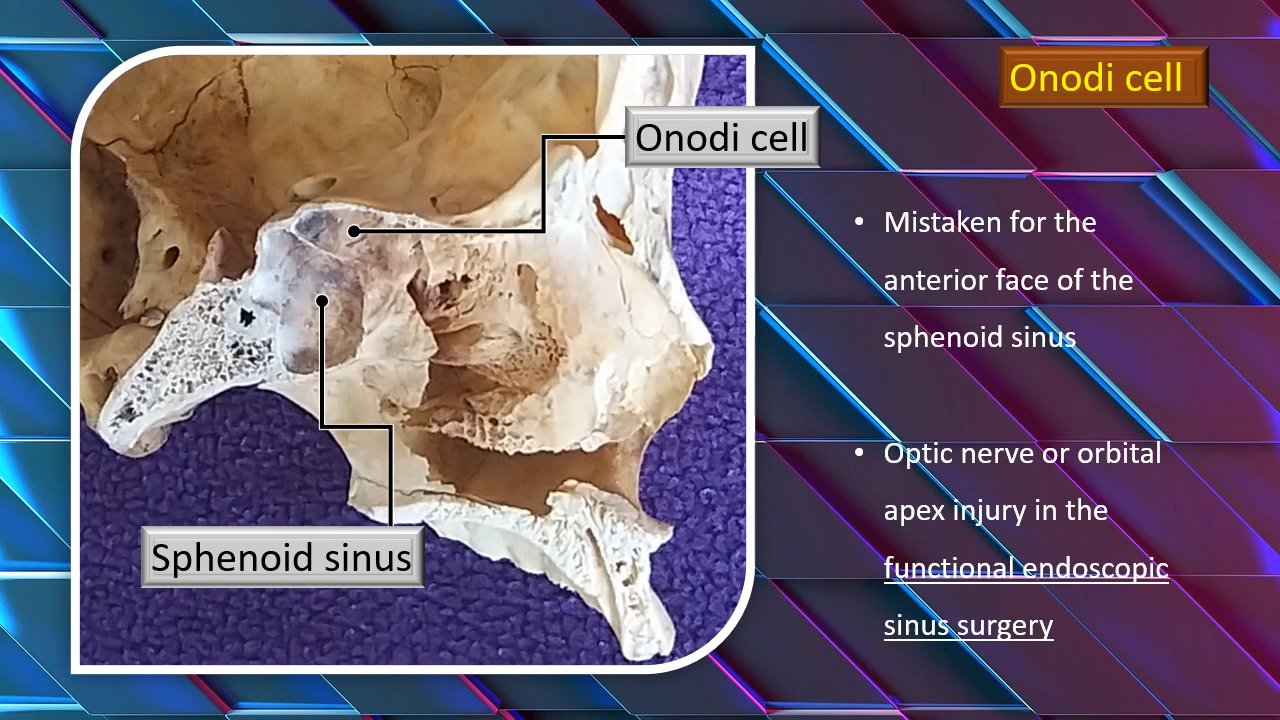 Onodi cell
Onodi cell
• Mistaken for the
anterior face of the
sphenoid sinus
• Optic nerve or orbital
apex injury in the
functional endoscopic
sinus surgery
Sphenoid sinus